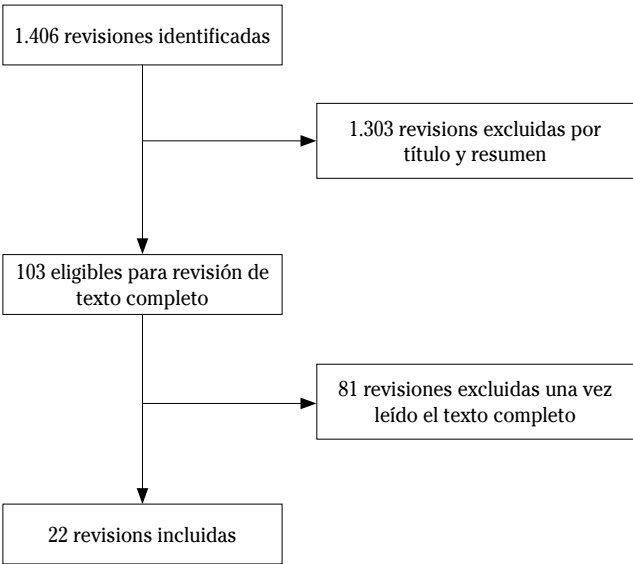 1.406 revisiones identificadas
1.303 revisions excluidas por
título y resumen
103 eligibles para revisión de
texto completo
81 revisiones excluidas una vez
leído el texto completo
22 revisions incluidas